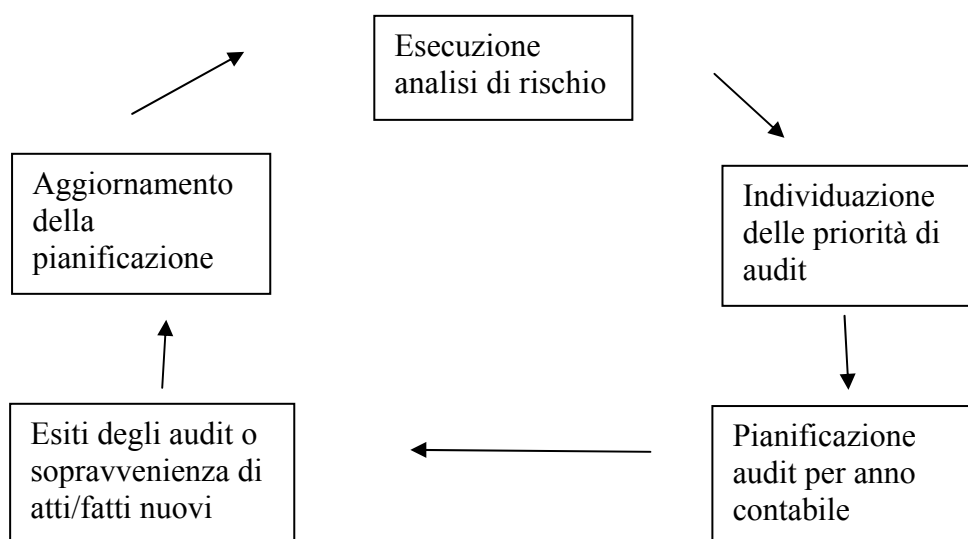 Esecuzione
analisi di rischio
Individuazione
delle priorità di
audit
Pianificazione
audit per anno
contabile
Esiti degli audit o
sopravvenienza di
atti/fatti nuovi
Aggiornamento
della
pianificazione